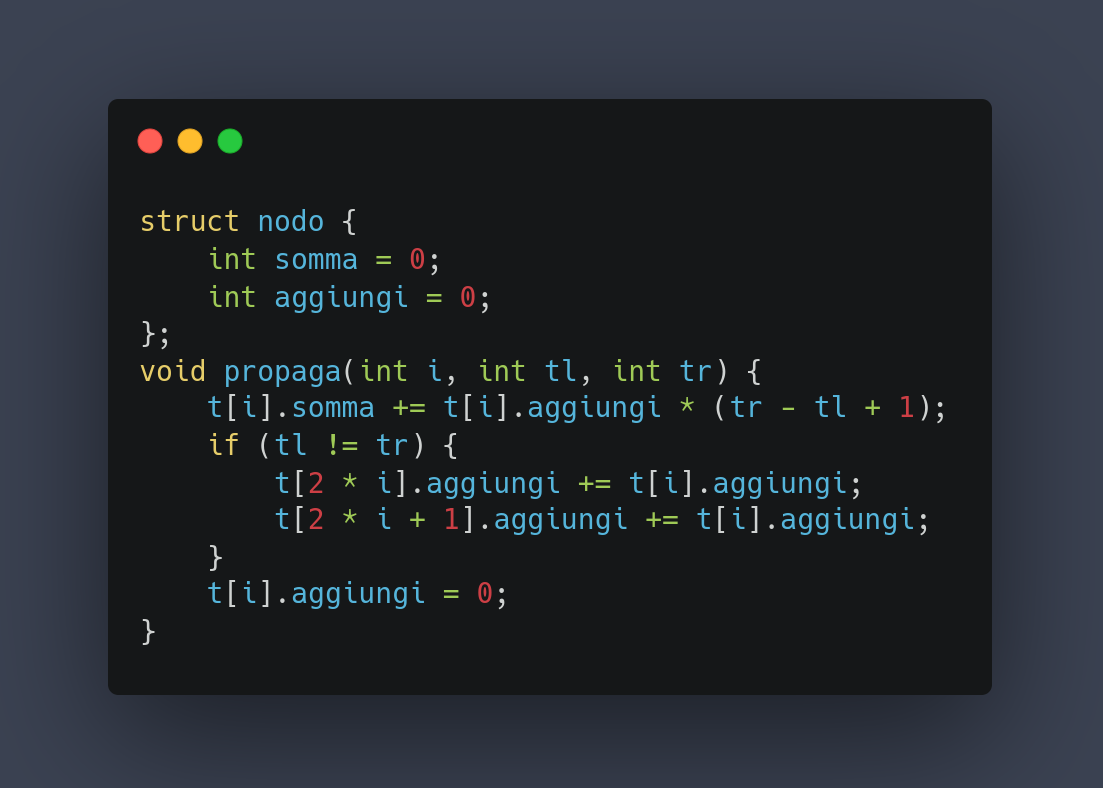 struct nodo {
    int somma = 0;
    int aggiungi = 0;
};
void propaga(int i, int tl, int tr) {
    t[i].somma += t[i].aggiungi * (tr - tl + 1);
    if (tl != tr) {
        t[2 * i].aggiungi += t[i].aggiungi;
        t[2 * i + 1].aggiungi += t[i].aggiungi;
    }
    t[i].aggiungi = 0;
}